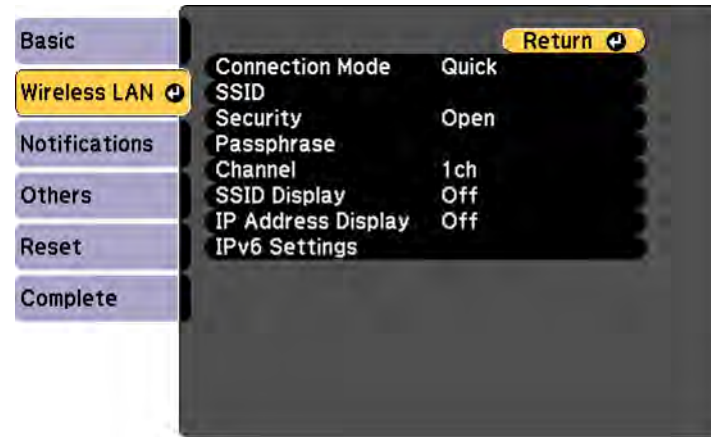 Basic
Wireless LAN
Notifications
Others
Reset
Complete
Return
Connection Mode Quick
SSID
Security Open
Passphrase
Channel 1ch
SSID Display Off
IP Address Display Off
IPv6 Settings